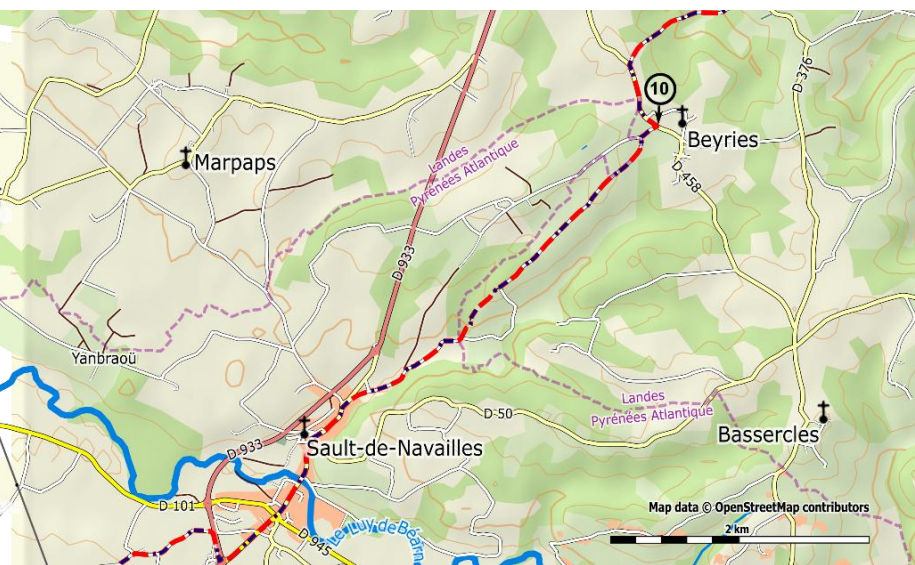 D-376
10
Beyries
Marpaps
Landes
Pyrénées Atlantique
D-458
D-933
Yanbraoü
Landes
Pyrénées Atlantique
D-50
Bassercles
D-933
Sault-de-Navailles
D 101
Map data © OpenStreetMap contributors
2 km
Le Luy de Béarn
D-945